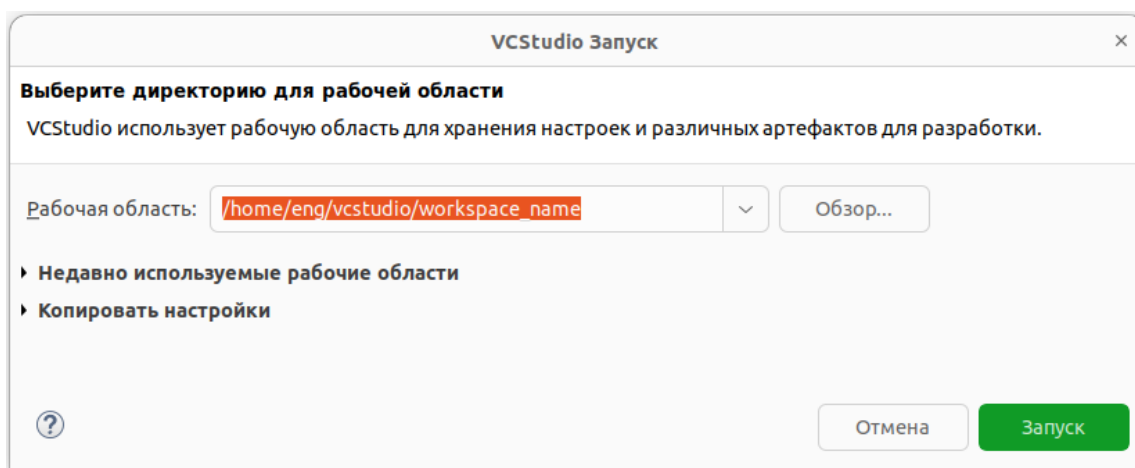 VCStudio Запуск
Выберите директорию для рабочей области
VCStudio использует рабочую область для хранения настроек и различных артефактов для разработки.
Рабочая область: /home/eng/vcstudio/workspace_name Обзор...
Недавно используемые рабочие области
Копировать настройки
? Отмена Запуск